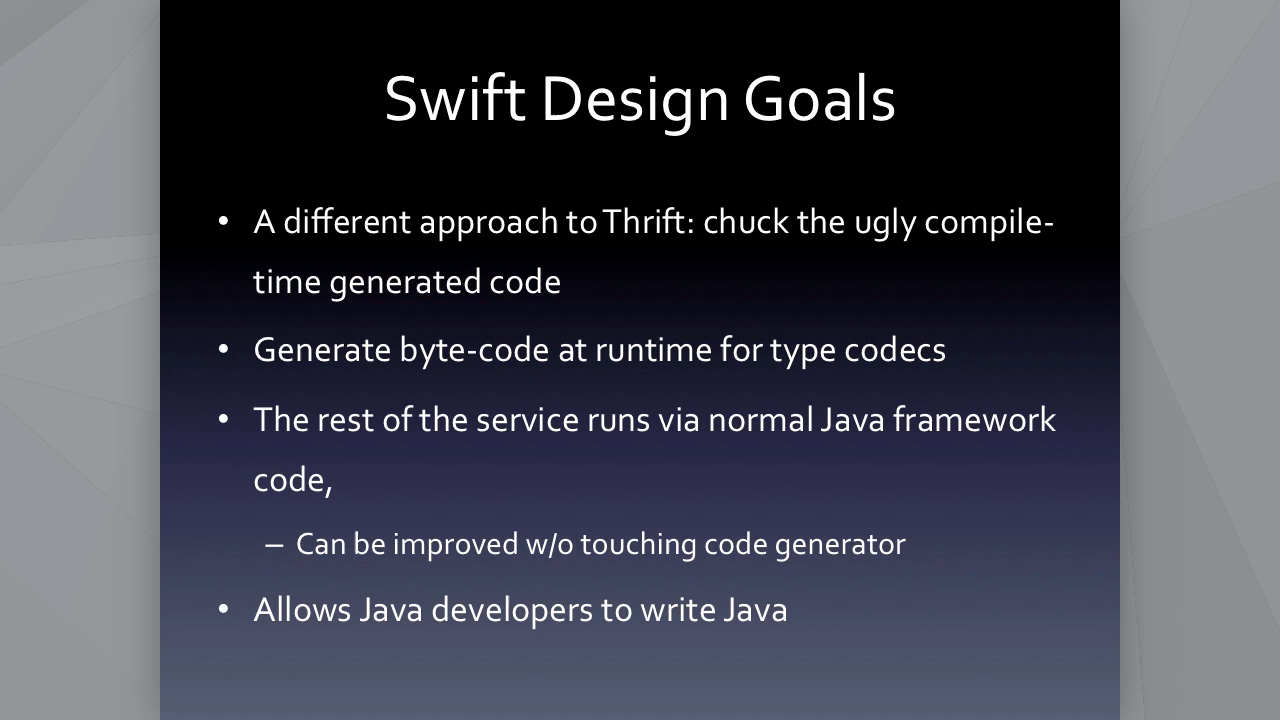 Swift Design Goals
• A different approach to Thrift: chuck the ugly compile-
time generated code
• Generate byte-code at runtime for type codecs
• The rest of the service runs via normal Java framework
code,
– Can be improved w/o touching code generator
• Allows Java developers to write Java